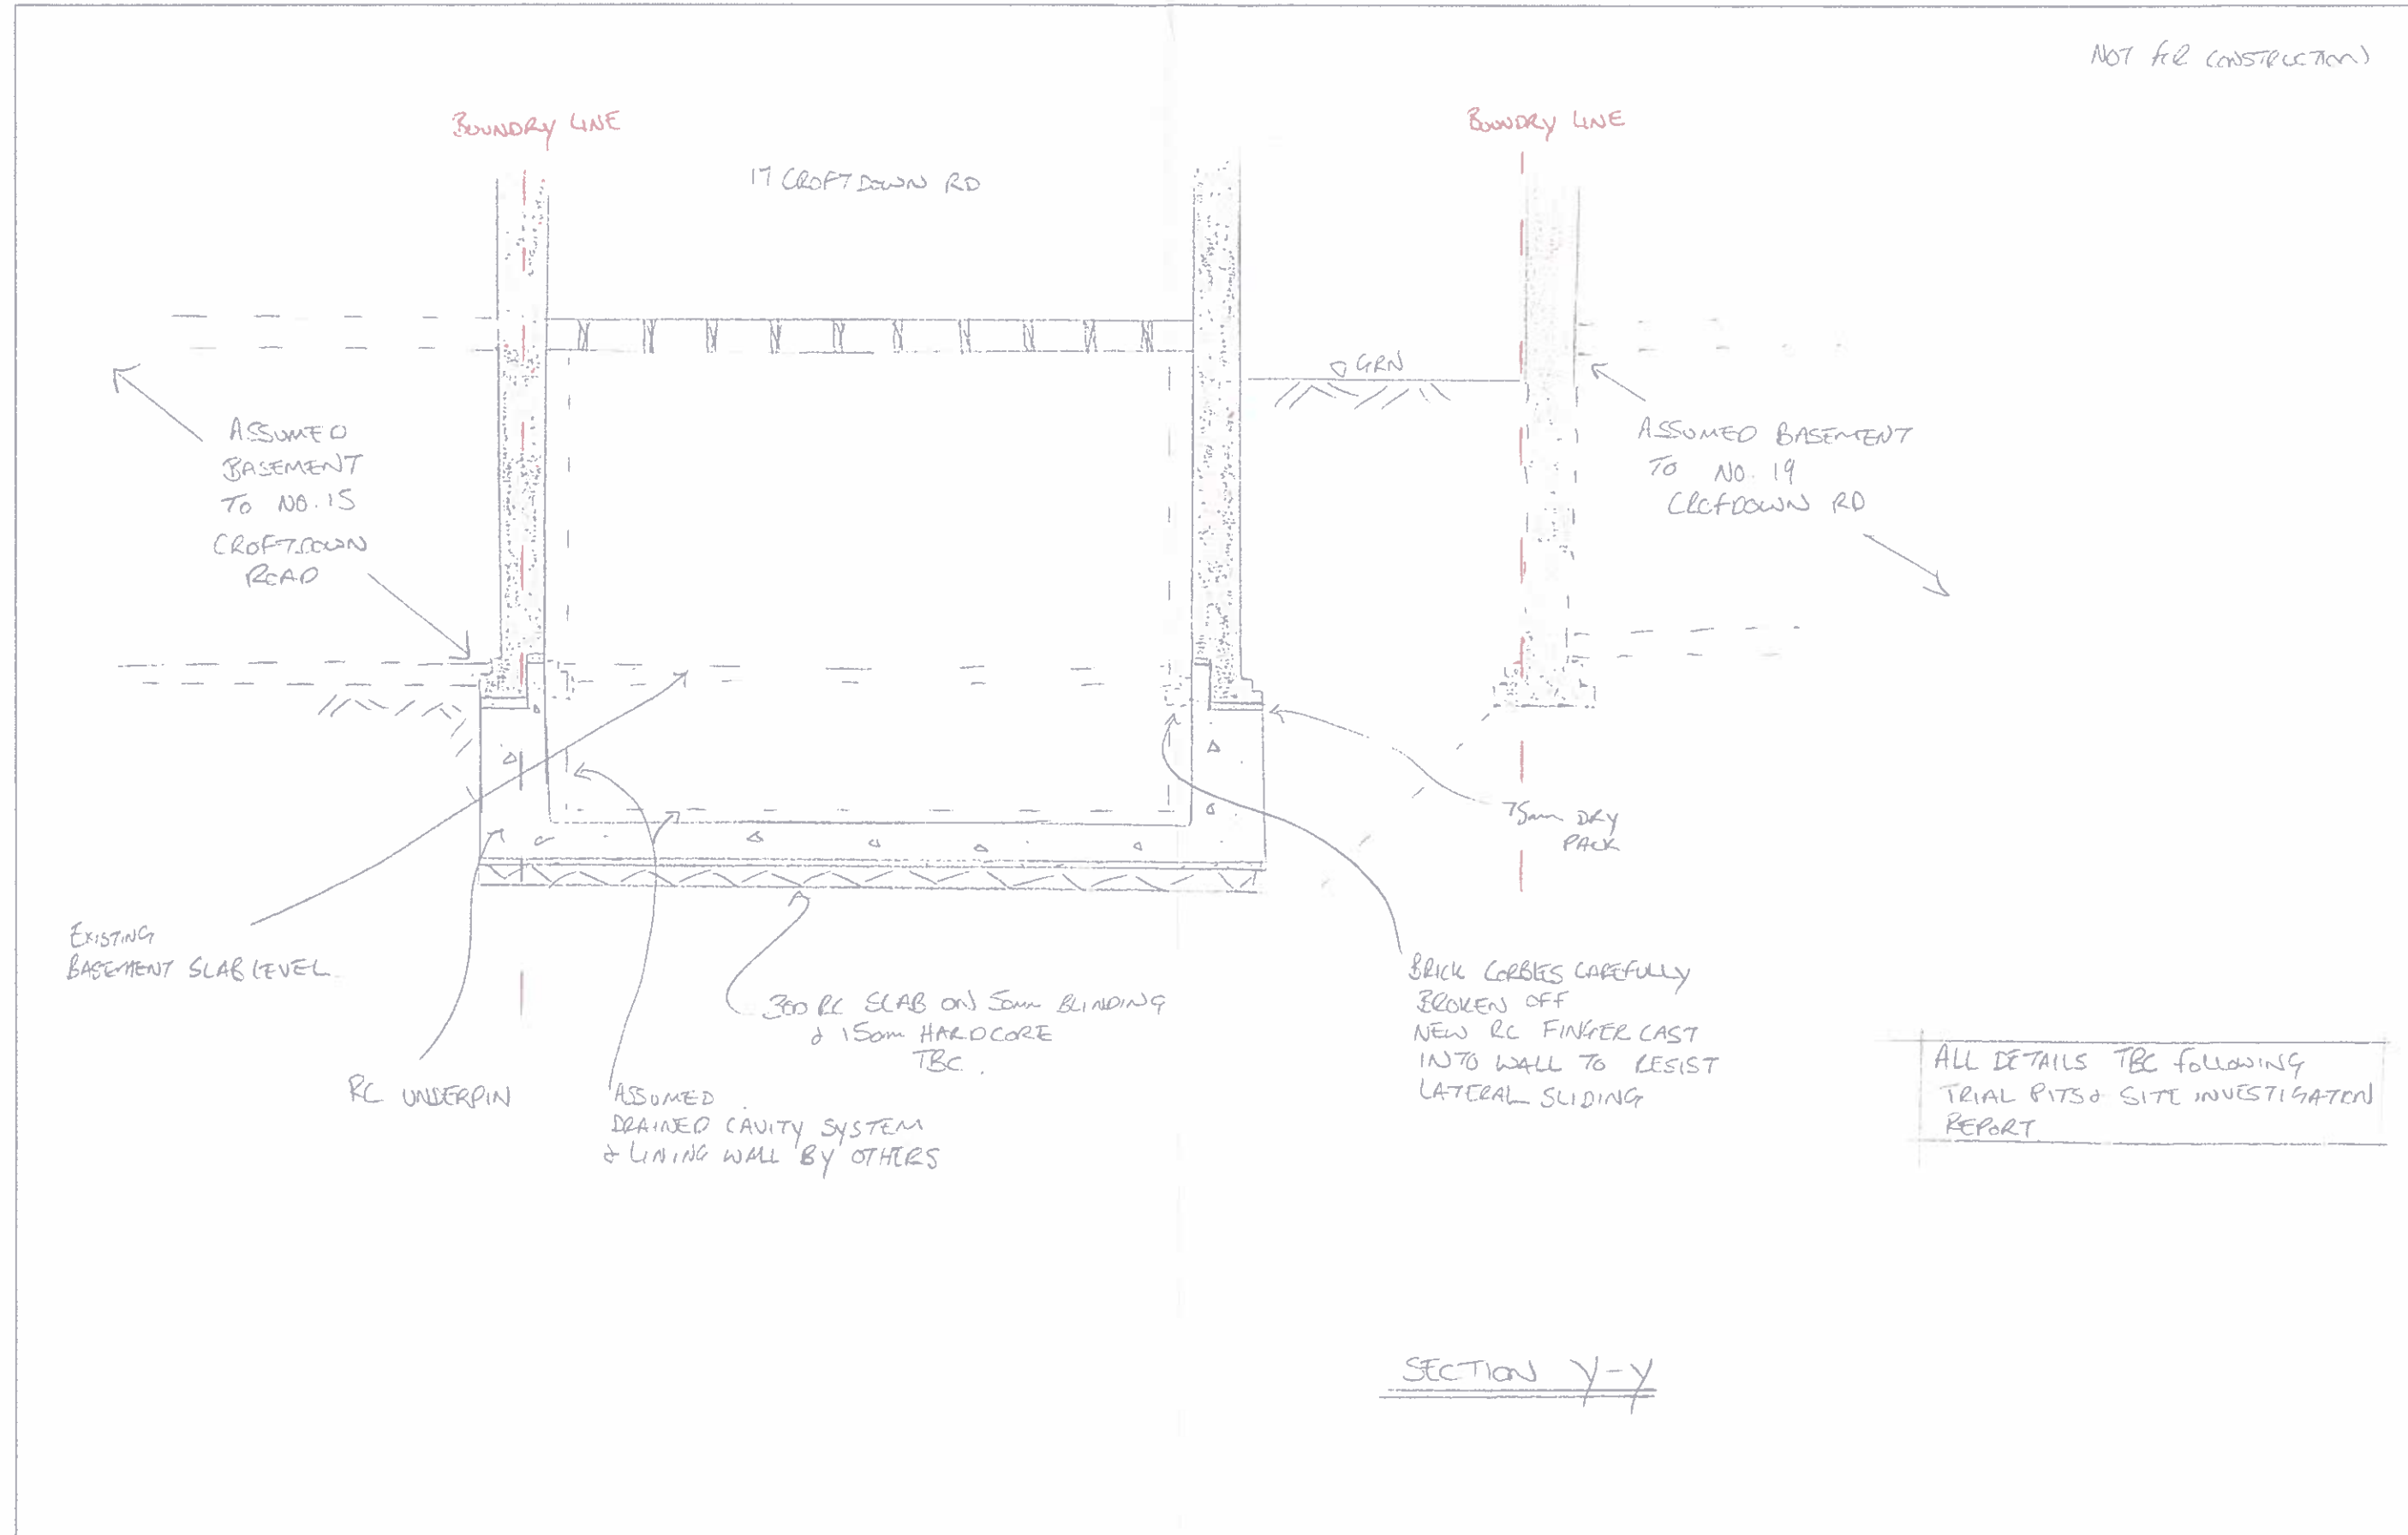 NOT FOR CONSTRUCTION
BOUNDRY LINE
BOUNDRY LINE
17 CROFTDOWN RD
GRN
ASSUMED
BASEMENT
TO NO. 15
CROFTDOWN
ROAD
ASSUMED BASEMENT
TO NO. 19
CROFDOWN RD
75mm DRY
PACK
EXISTING
BASEMENT SLAB LEVEL
RC UNDERPIN
ASSUMED
DRAINED CAVITY SYSTEM
& LINING WALL BY OTHERS
300 RC SLAB ON 50mm BLINDING
& 150mm HARDCORE
TBC.
BRICK CORBLES CAREFULLY
BROKEN OFF
NEW RC FINGER CAST
INTO WALL TO RESIST
LATERAL SLIDING
ALL DETAILS TBC FOLLOWING
TRIAL PITS & SITE INVESTIGATION
REPORT
SECTION Y-Y